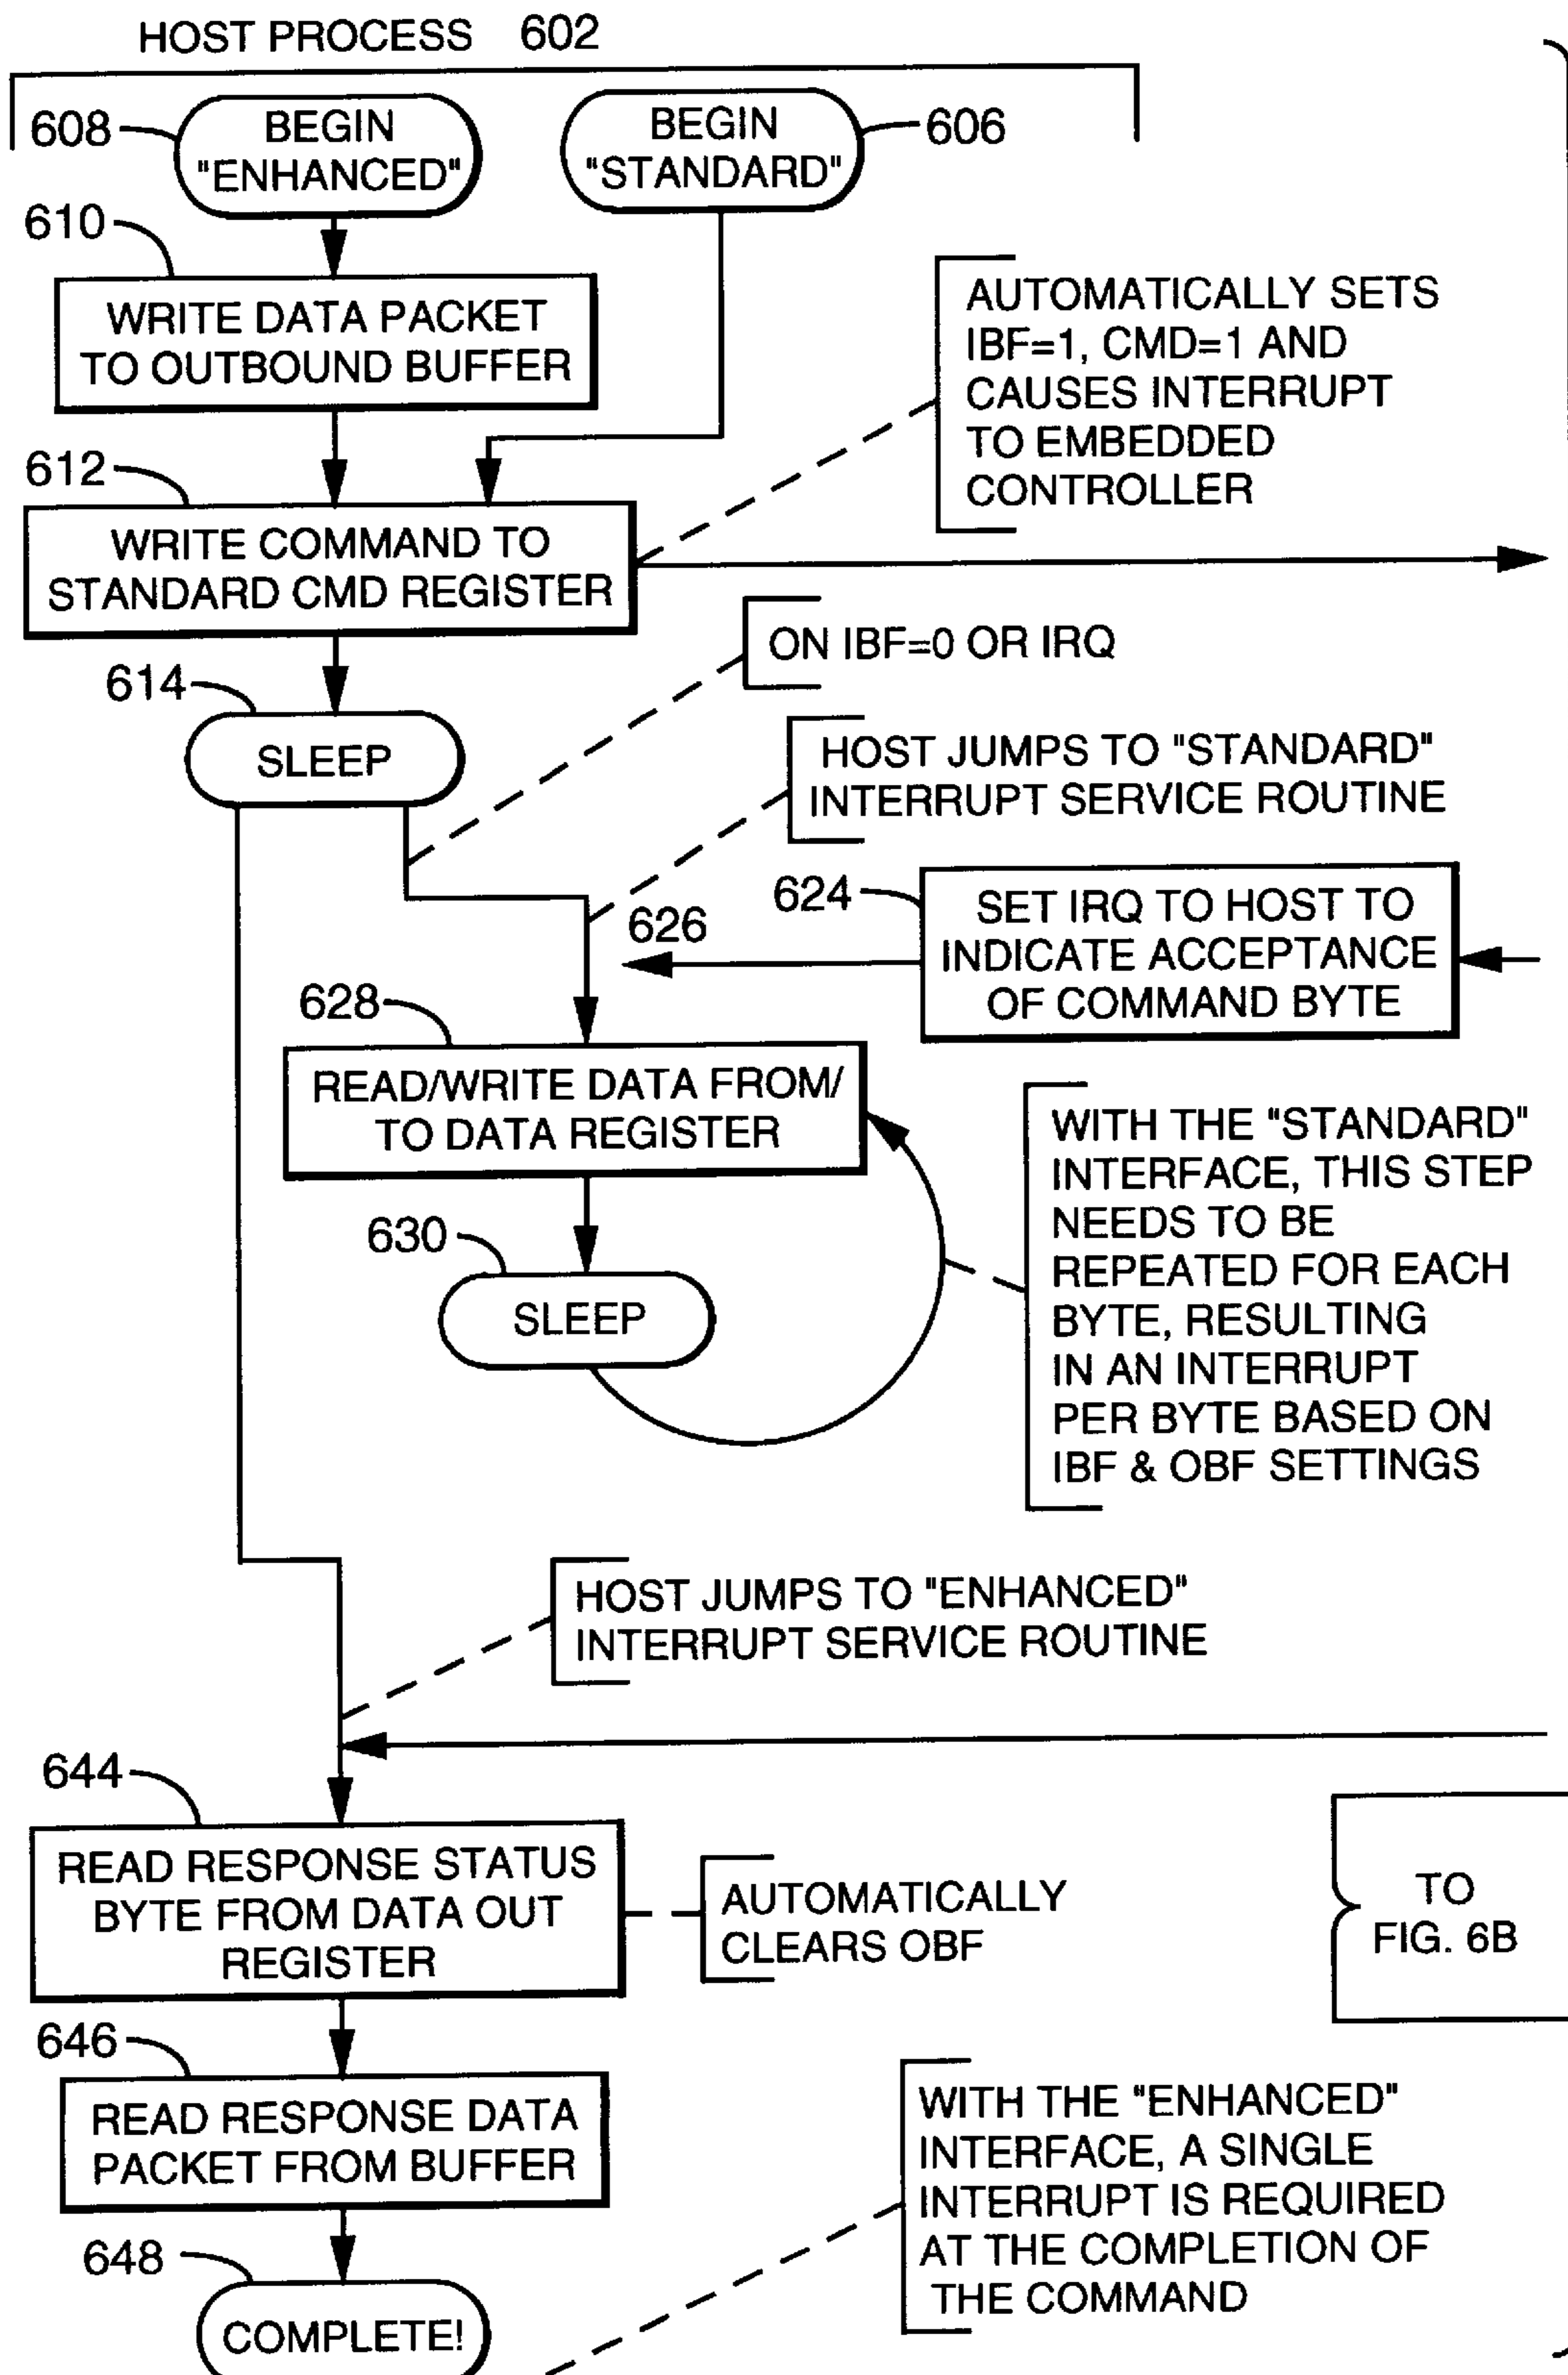 HOST PROCESS 602
608
BEGIN
"ENHANCED"
BEGIN
"STANDARD"
606
610
WRITE DATA PACKET
TO OUTBOUND BUFFER
AUTOMATICALLY SETS
IBF=1, CMD=1 AND
CAUSES INTERRUPT
TO EMBEDDED
CONTROLLER
612
WRITE COMMAND TO
STANDARD CMD REGISTER
ON IBF=0 OR IRQ
614
SLEEP
HOST JUMPS TO "STANDARD"
INTERRUPT SERVICE ROUTINE
624
SET IRQ TO HOST TO
INDICATE ACCEPTANCE
OF COMMAND BYTE
626
628
READ/WRITE DATA FROM/
TO DATA REGISTER
WITH THE "STANDARD"
INTERFACE, THIS STEP
NEEDS TO BE
REPEATED FOR EACH
BYTE, RESULTING
IN AN INTERRUPT
PER BYTE BASED ON
IBF & OBF SETTINGS
630
SLEEP
HOST JUMPS TO "ENHANCED"
INTERRUPT SERVICE ROUTINE
644
READ RESPONSE STATUS
BYTE FROM DATA OUT
REGISTER
AUTOMATICALLY
CLEARS OBF
TO
FIG. 6B
646
READ RESPONSE DATA
PACKET FROM BUFFER
WITH THE "ENHANCED"
INTERFACE, A SINGLE
INTERRUPT IS REQUIRED
AT THE COMPLETION OF
THE COMMAND
648
COMPLETE!